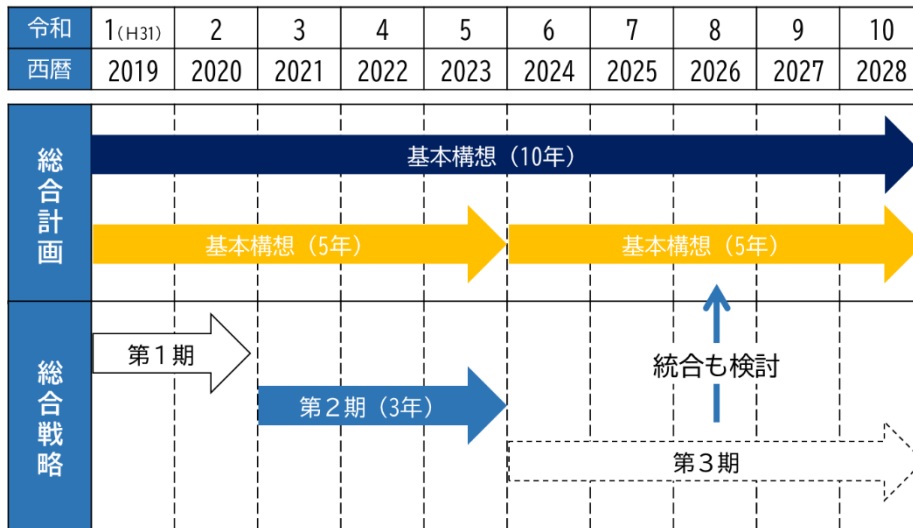 令和 1(H31) 2 3 4 5 6 7 8 9 10
西暦 2019 2020 2021 2022 2023 2024 2025 2026 2027 2028
総合計画
基本構想（10年）
基本構想（5年） 基本構想（5年）
総合戦略
第１期
統合も検討
第２期（3年）
第３期